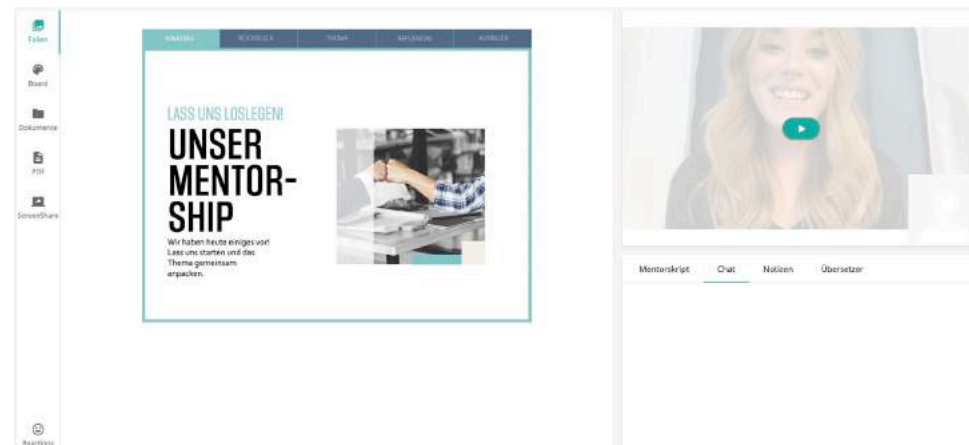 Folien
Board
Dokumente
PDF
ScreenShare
Reactions
THEMA
LASS UNS LOSLEGEN!
UNSER
MENTOR-
SHIP
Wir haben heute einiges vor!
Lass uns starten und das
Thema gemeinsam
anpacken.
Mentorskript Chat Notizen Übersetzer